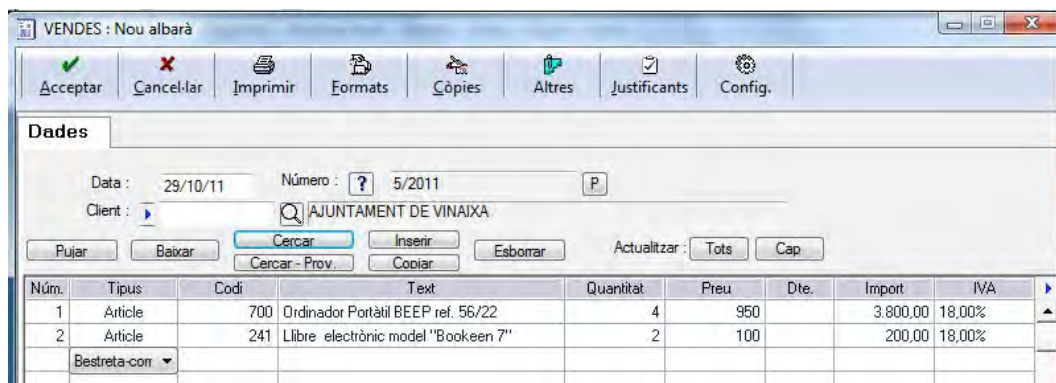 VENDES : Nou albarà
Acceptar Cancel·lar Imprimir Formats Còpies Altres Justificants Config.
Dades
Data : 29/10/11 Número : ? 5/2011 P
Client : AJUNTAMENT DE VINAIXA
Pujar Baixar Cercar Inserir Esborrar Actualitzar : Tots Cap
Cercar - Prov. Copiar
Núm. Tipus Codi Text Quantitat Preu Dte. Import IVA
1 Article 700 Ordinador Portàtil BEEP ref. 56/22 4 950 3.800,00 18,00%
2 Article 241 Llibre electrònic model "Bookeen 7" 2 100 200,00 18,00%
Bestreta-com